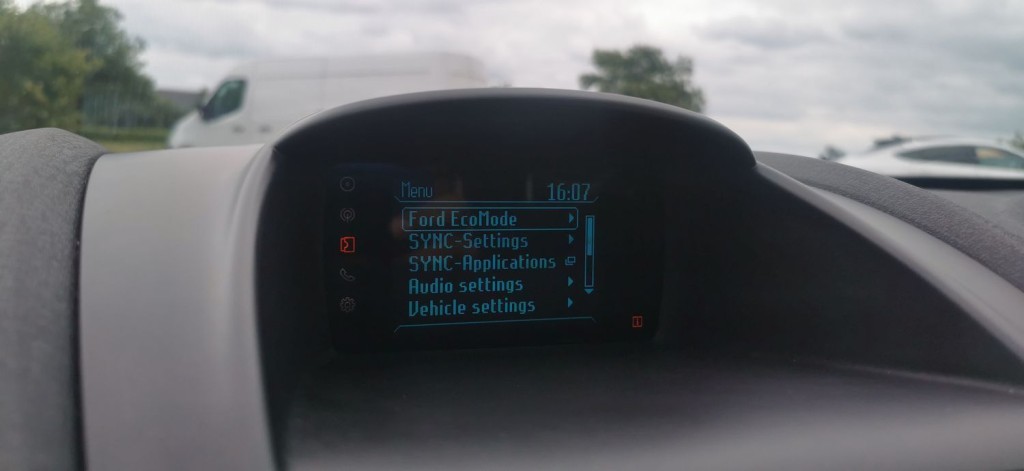 Menu 16:07
Ford EcoMode
SYNC-Settings
SYNC-Applications
Audio settings
Vehicle settings